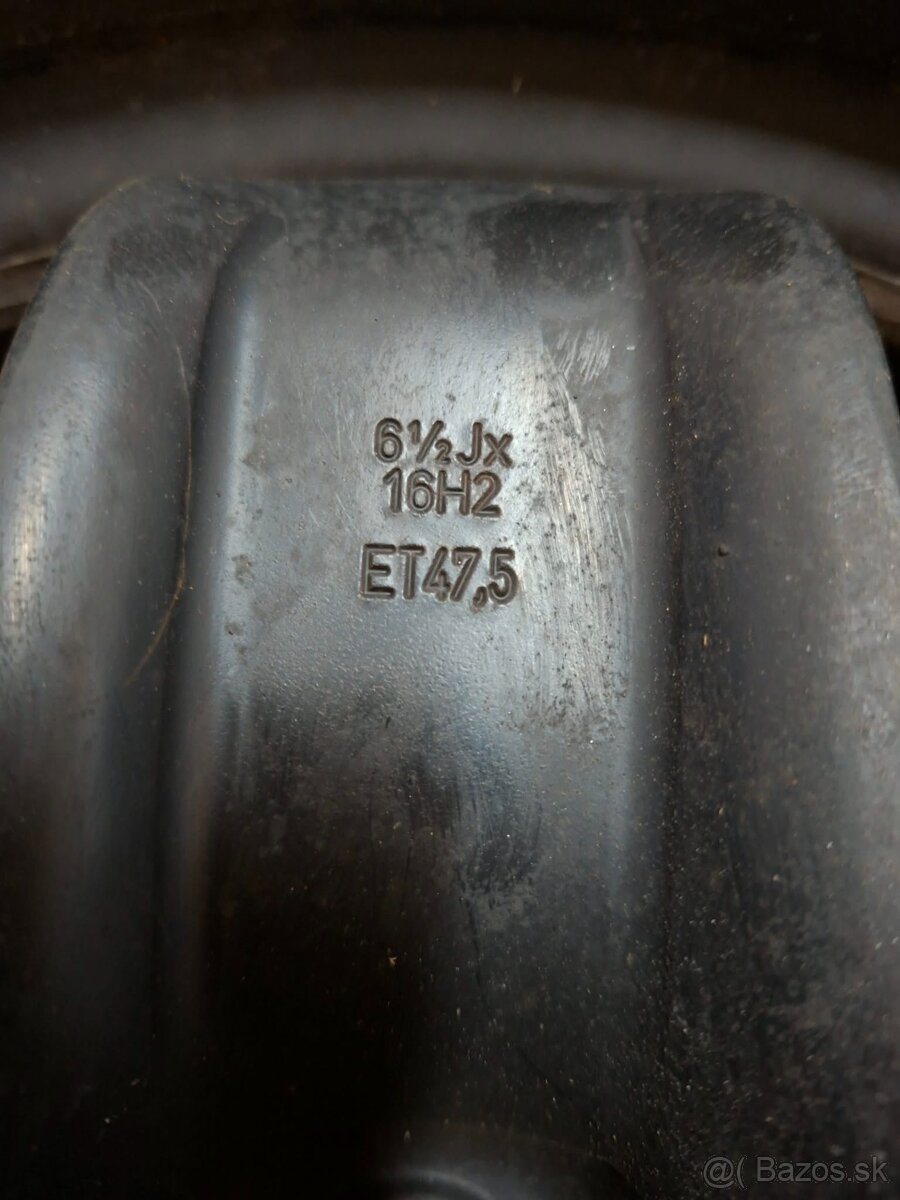 6½Jx
16H2
ET47,5
@( Bazos.sk